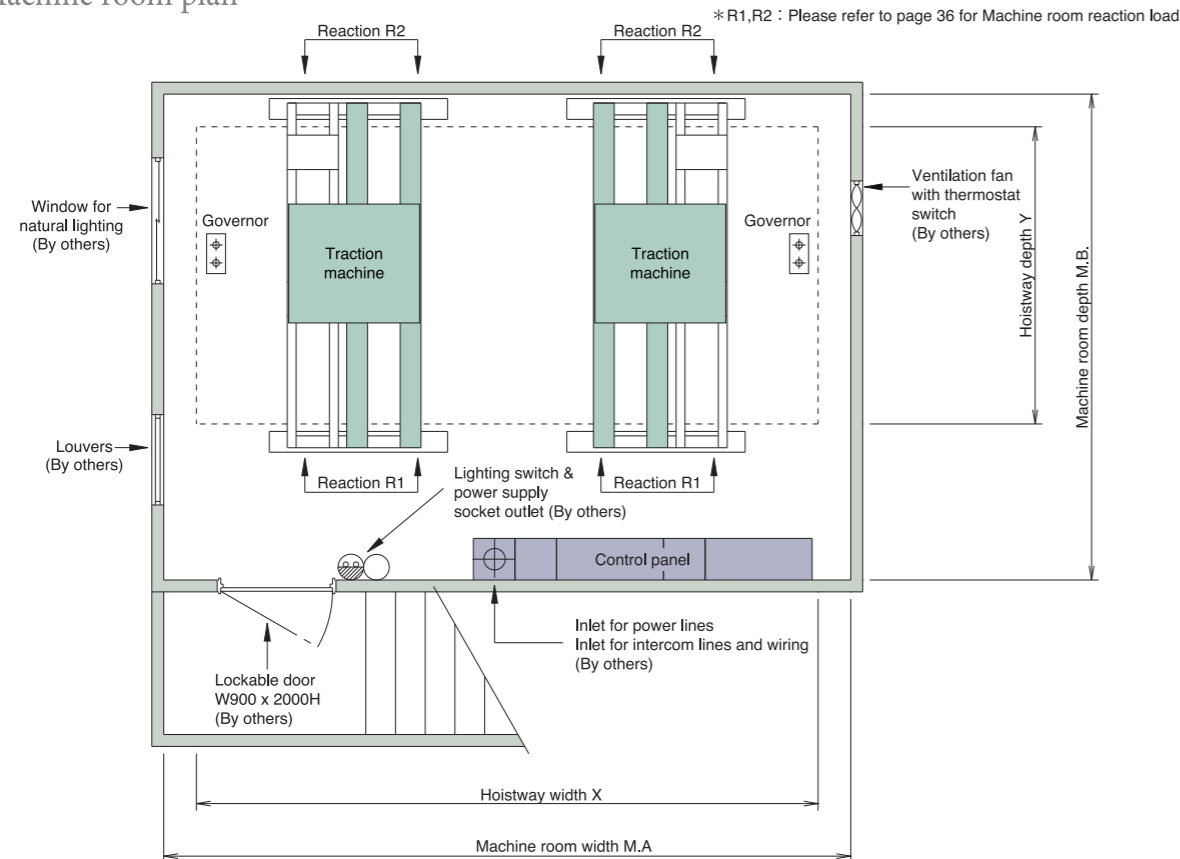 Machine room plan
*R1,R2 : Please refer to page 36 for Machine room reaction load
Reaction R2
Reaction R2
Window for
natural lighting
(By others)
Governor
Traction
machine
Traction
machine
Governor
Ventilation fan
with thermostat
switch
(By others)
Hoistway depth Y
Machine room depth M.B.
Louvers
(By others)
Reaction R1
Lighting switch &
power supply
socket outlet (By others)
Reaction R1
Control panel
Inlet for power lines
Inlet for intercom lines and wiring
(By others)
Lockable door
W900 x 2000H
(By others)
Hoistway width X
Machine room width M.A